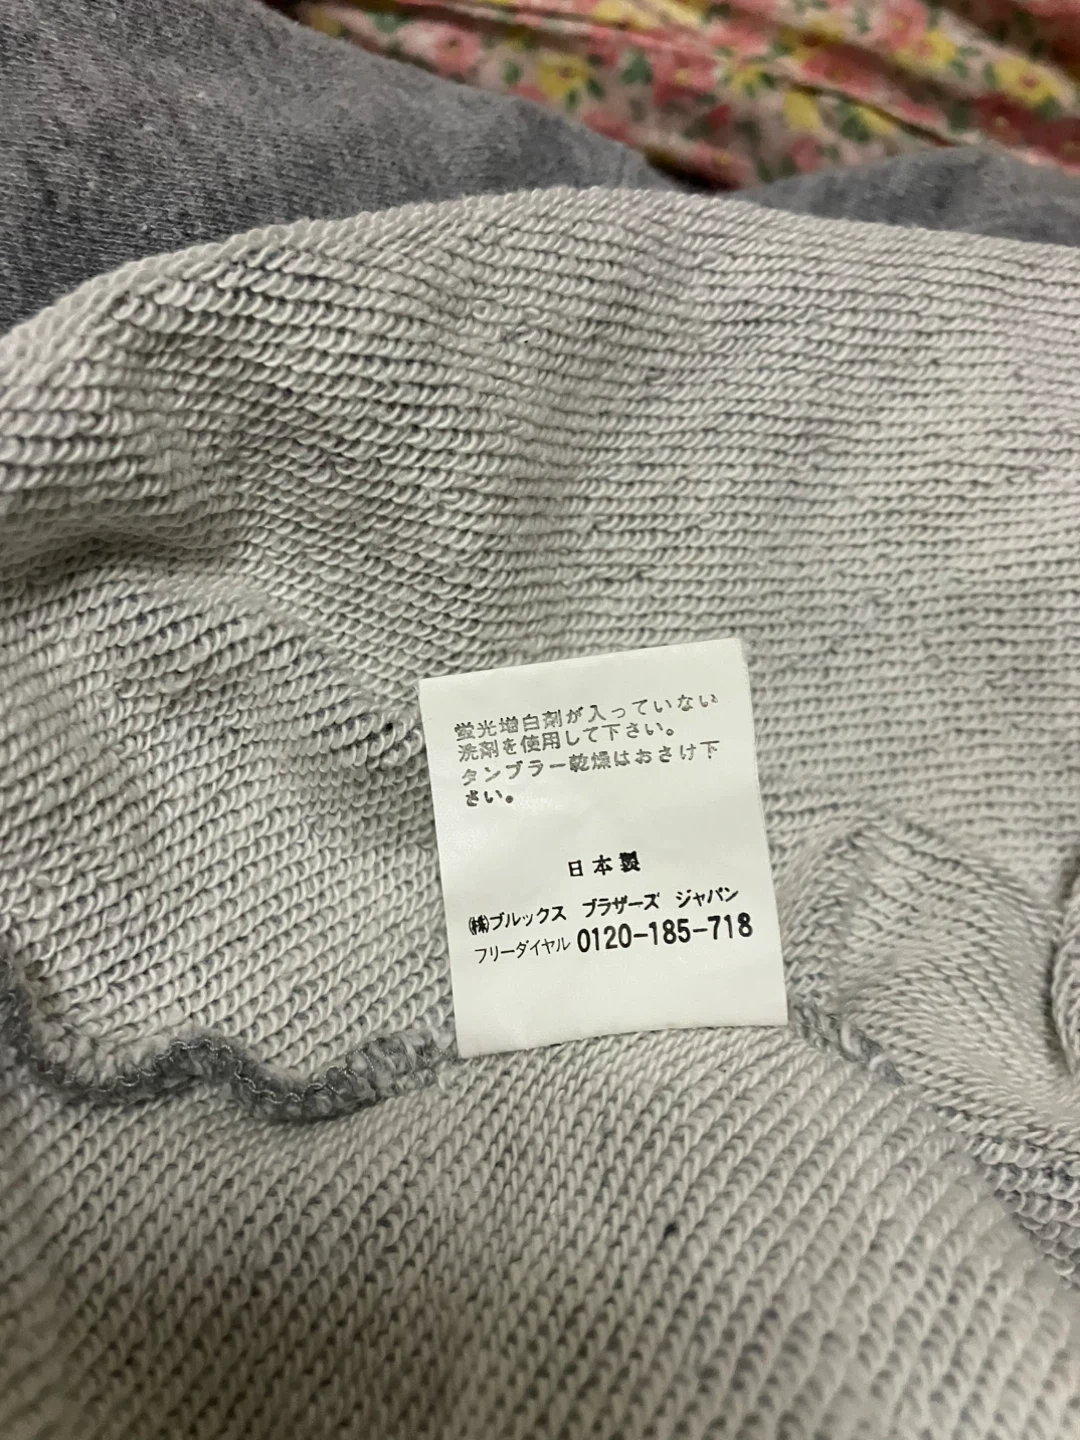 蛍光増白剤が入っていない
洗剤を使用して下さい。
タンブラー乾燥はおさけ下
さい。
日本製
㈱ブルックス ブラザーズ ジャパン
フリーダイヤル 0120-185-718